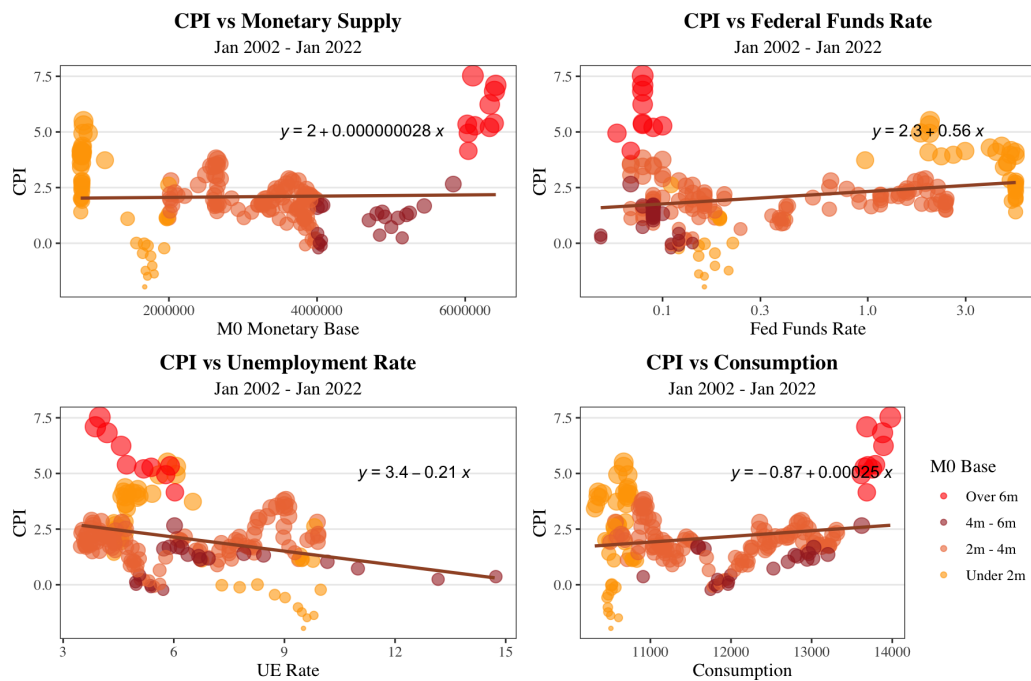 CPI vs Monetary Supply
Jan 2002 - Jan 2022
CPI
7.5
5.0
2.5
0.0
y = 2 + 0.000000028 x
2000000 4000000 6000000
M0 Monetary Base
CPI vs Federal Funds Rate
Jan 2002 - Jan 2022
CPI
7.5
5.0
2.5
0.0
y = 2.3 + 0.56 x
0.1 0.3 1.0 3.0
Fed Funds Rate
CPI vs Unemployment Rate
Jan 2002 - Jan 2022
CPI
7.5
5.0
2.5
0.0
y = 3.4 − 0.21 x
3 6 9 12 15
UE Rate
CPI vs Consumption
Jan 2002 - Jan 2022
CPI
7.5
5.0
2.5
0.0
y = −0.87 + 0.00025 x
11000 12000 13000 14000
Consumption
M0 Base
Over 6m
4m - 6m
2m - 4m
Under 2m